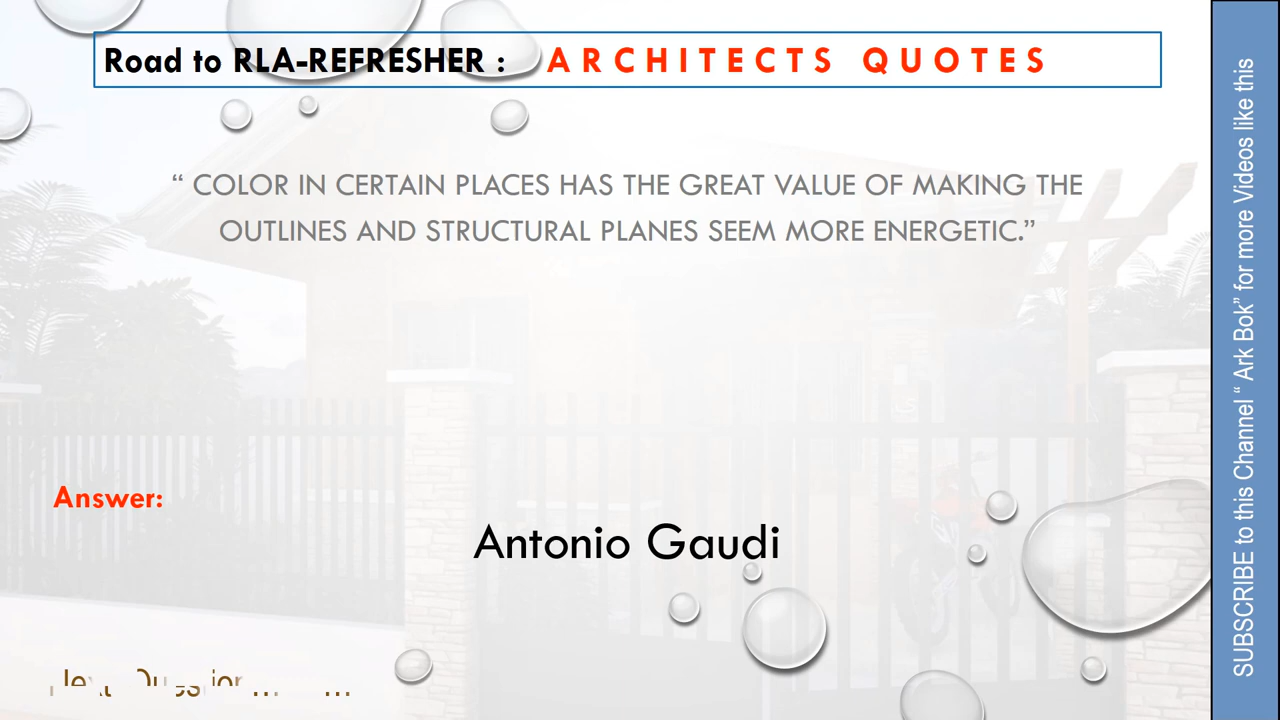 Road to RLA-REFRESHER : ARCHITECTS QUOTES
“ COLOR IN CERTAIN PLACES HAS THE GREAT VALUE OF MAKING THE
OUTLINES AND STRUCTURAL PLANES SEEM MORE ENERGETIC.”
Answer:
Antonio Gaudi
SUBSCRIBE to this Channel “ Ark Bok” for more Videos like this